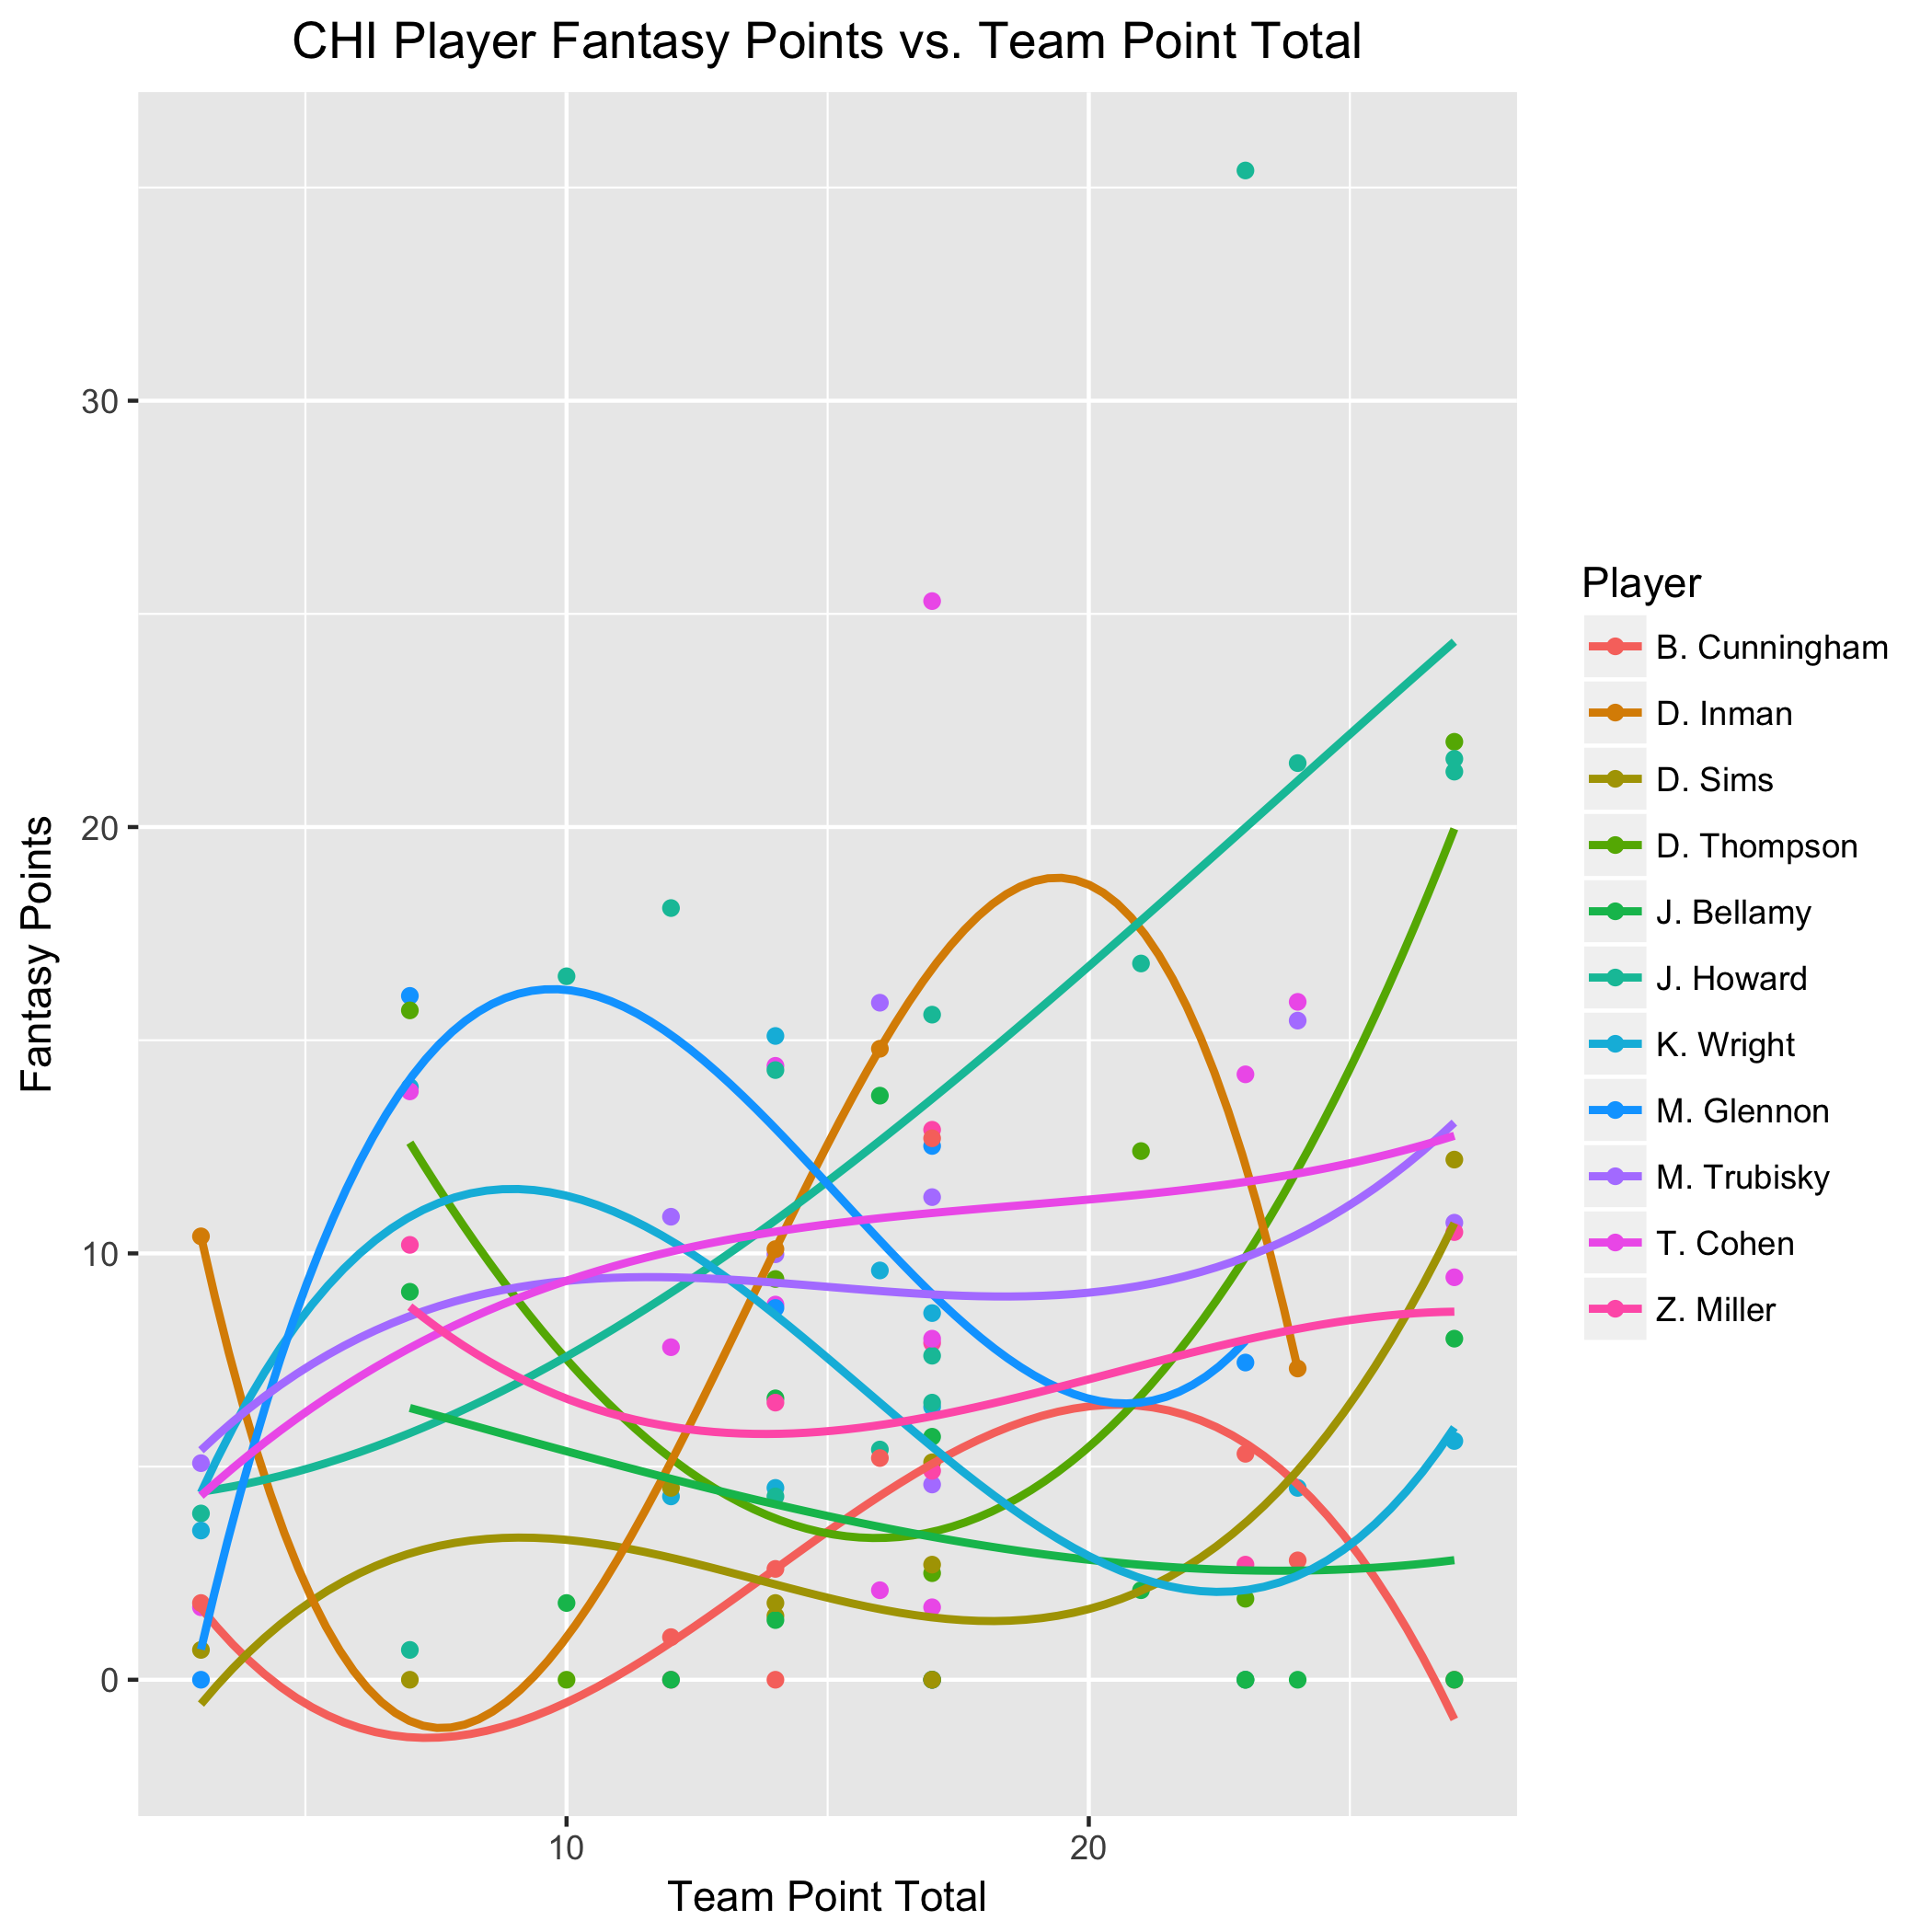 CHI Player Fantasy Points vs. Team Point Total
Fantasy Points
30
20
10
0
10 20
Team Point Total
Player
B. Cunningham
D. Inman
D. Sims
D. Thompson
J. Bellamy
J. Howard
K. Wright
M. Glennon
M. Trubisky
T. Cohen
Z. Miller